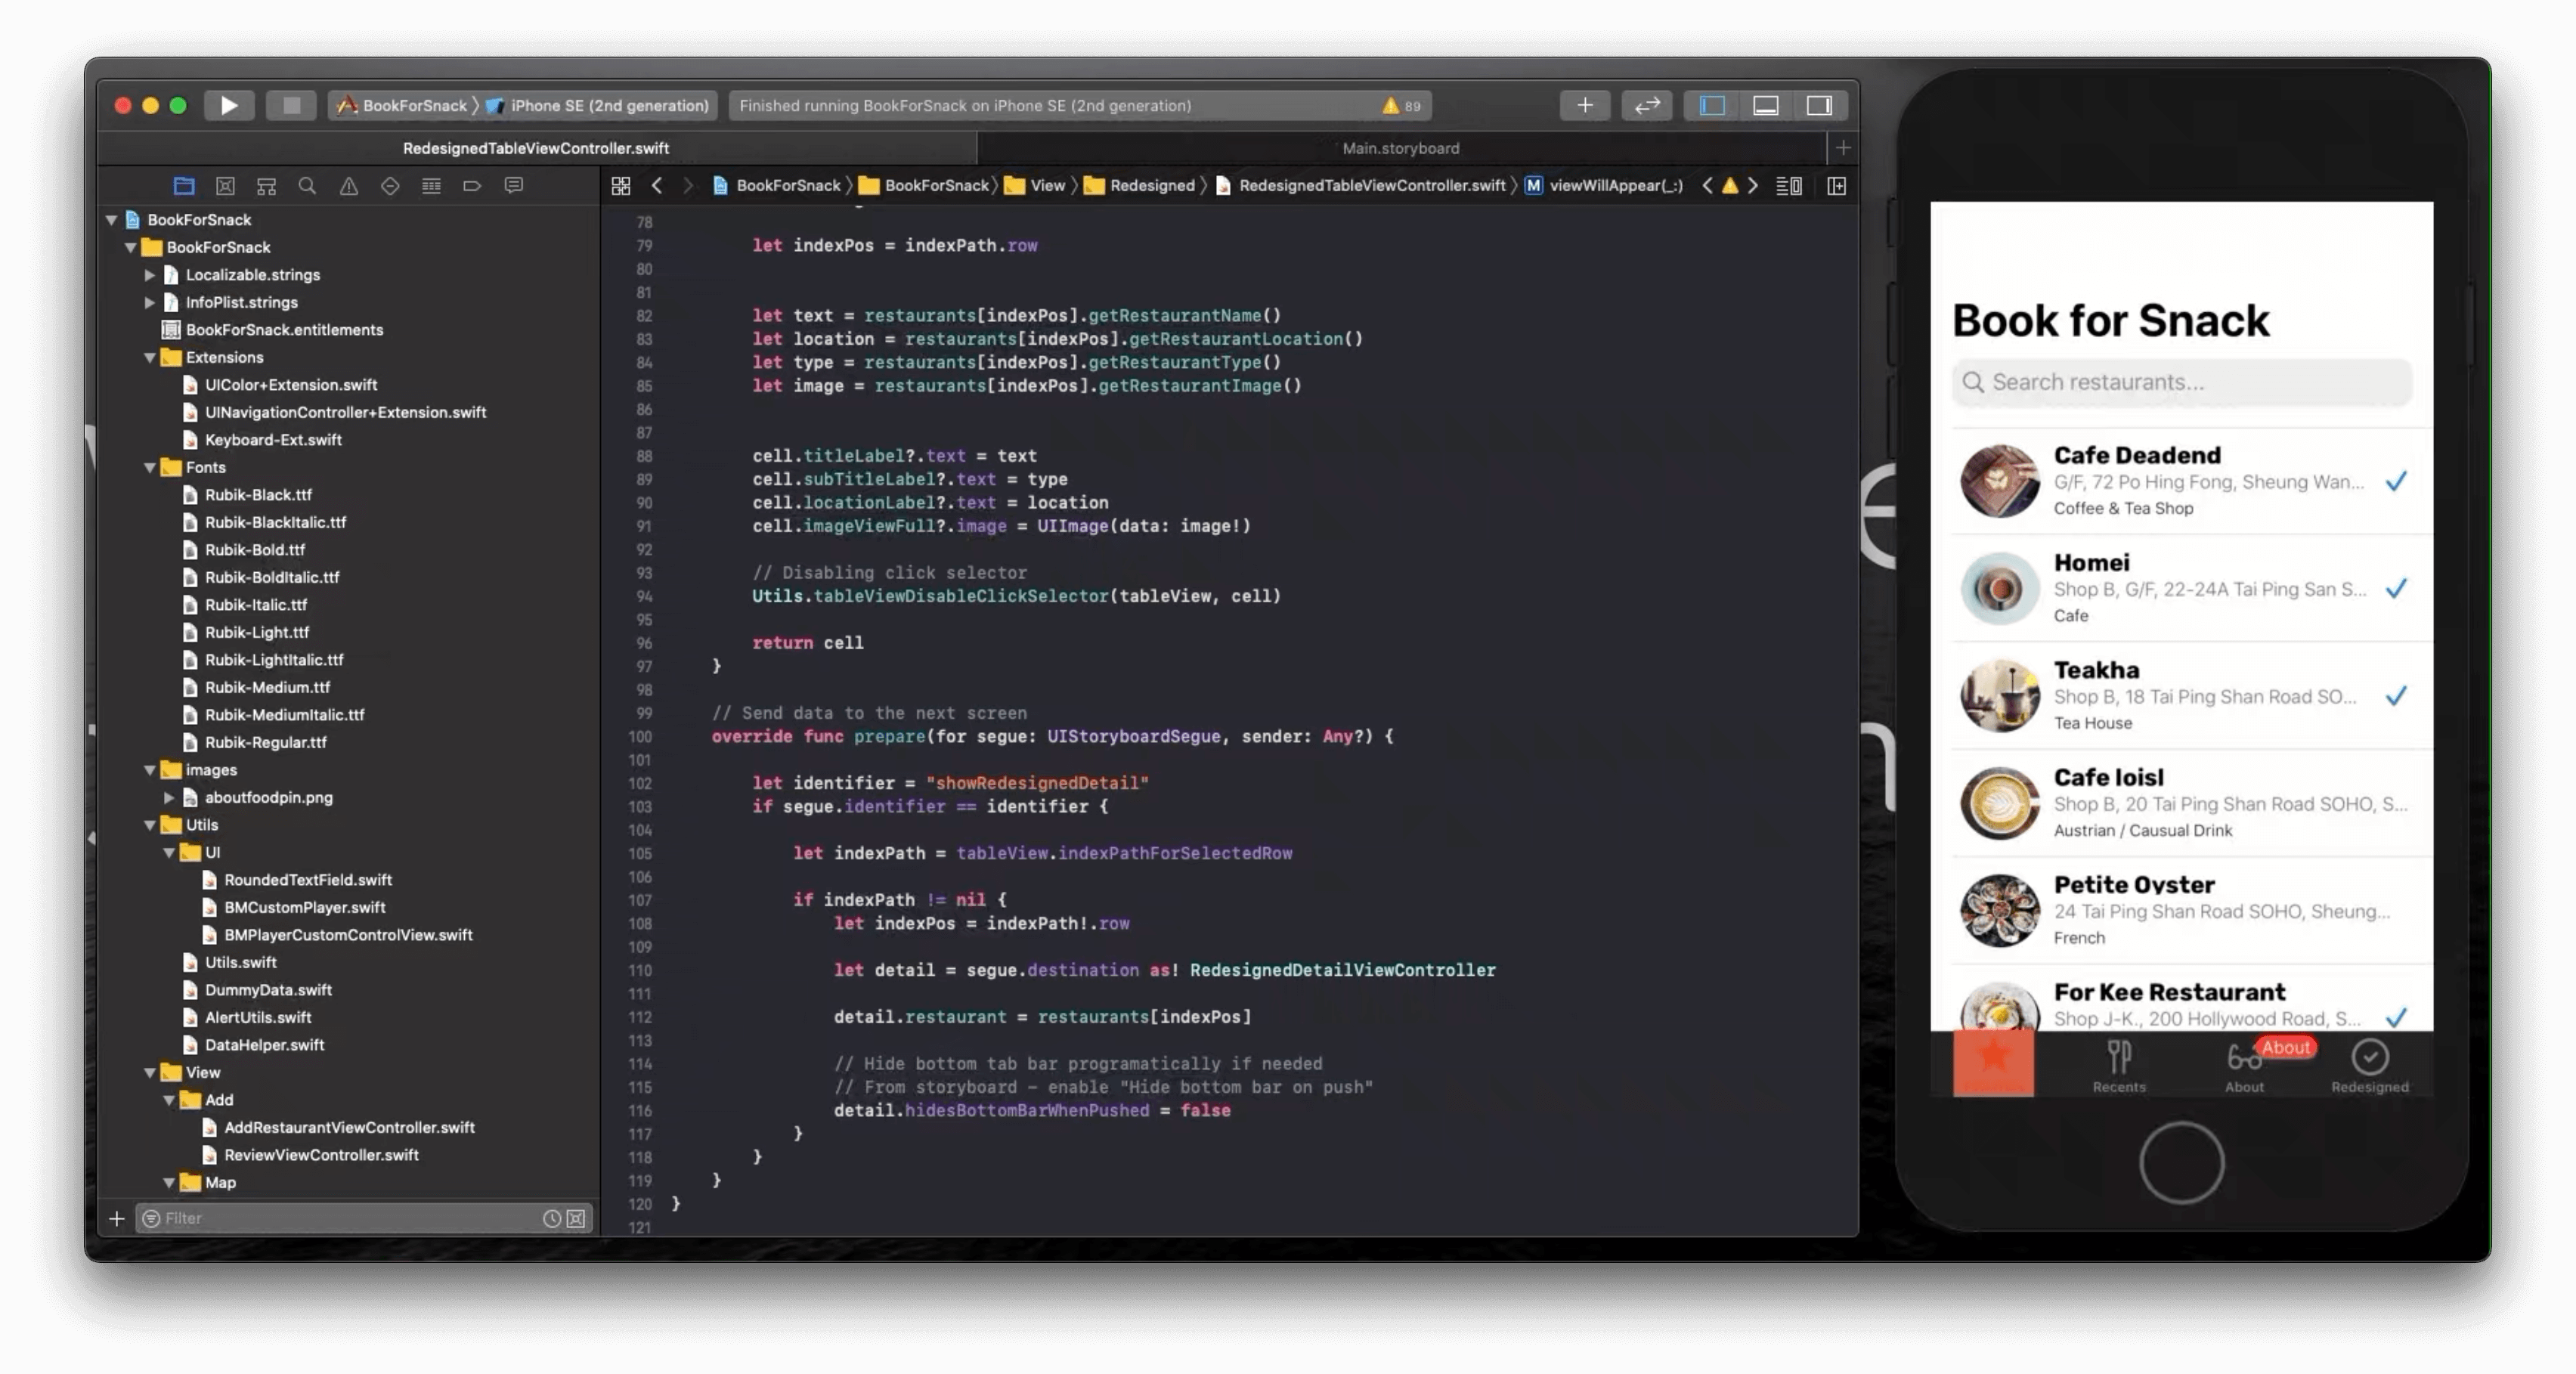 BookForSnack iPhone SE (2nd generation)
Finished running BookForSnack on iPhone SE (2nd generation)
89
RedesignedTableViewController.swift
Main.storyboard
BookForSnack
BookForSnack
Localizable.strings
InfoPlist.strings
BookForSnack.entitlements
Extensions
UIColor+Extension.swift
UINavigationController+Extension.swift
Keyboard-Ext.swift
Fonts
Rubik-Black.ttf
Rubik-BlackItalic.ttf
Rubik-Bold.ttf
Rubik-BoldItalic.ttf
Rubik-Italic.ttf
Rubik-Light.ttf
Rubik-LightItalic.ttf
Rubik-Medium.ttf
Rubik-MediumItalic.ttf
Rubik-Regular.ttf
images
aboutfoodpin.png
Utils
UI
RoundedTextField.swift
BMCustomPlayer.swift
BMPlayerCustomControlView.swift
Utils.swift
DummyData.swift
AlertUtils.swift
DataHelper.swift
View
Add
AddRestaurantViewController.swift
ReviewViewController.swift
Map
Filter
BookForSnack BookForSnack View Redesigned RedesignedTableViewController.swift M viewWillAppear(_:)
78
79 let indexPos = indexPath.row
80
81
82 let text = restaurants[indexPos].getRestaurantName()
83 let location = restaurants[indexPos].getRestaurantLocation()
84 let type = restaurants[indexPos].getRestaurantType()
85 let image = restaurants[indexPos].getRestaurantImage()
86
87
88 cell.titleLabel?.text = text
89 cell.subTitleLabel?.text = type
90 cell.locationLabel?.text = location
91 cell.imageViewFull?.image = UIImage(data: image!)
92
93 // Disabling click selector
94 Utils.tableViewDisableClickSelector(tableView, cell)
95
96 return cell
97 }
98
99 // Send data to the next screen
100 override func prepare(for segue: UIStoryboardSegue, sender: Any?) {
101
102 let identifier = "showRedesignedDetail"
103 if segue.identifier == identifier {
104
105 let indexPath = tableView.indexPathForSelectedRow
106
107 if indexPath != nil {
108 let indexPos = indexPath!.row
109
110 let detail = segue.destination as! RedesignedDetailViewController
111
112 detail.restaurant = restaurants[indexPos]
113
114 // Hide bottom tab bar programatically if needed
115 // From storyboard - enable "Hide bottom bar on push"
116 detail.hidesBottomBarWhenPushed = false
117 }
118 }
119 }
120 }
121
Book for Snack
Search restaurants...
Cafe Deadend
G/F, 72 Po Hing Fong, Sheung Wan...
Coffee & Tea Shop
Homei
Shop B, G/F, 22-24A Tai Ping San S...
Cafe
Teakha
Shop B, 18 Tai Ping Shan Road SO...
Tea House
Cafe loisl
Shop B, 20 Tai Ping Shan Road SOHO, S...
Austrian / Causual Drink
Petite Oyster
24 Tai Ping Shan Road SOHO, Sheung...
French
For Kee Restaurant
Shop J-K., 200 Hollywood Road, S...
About
Recents
About
Redesigned